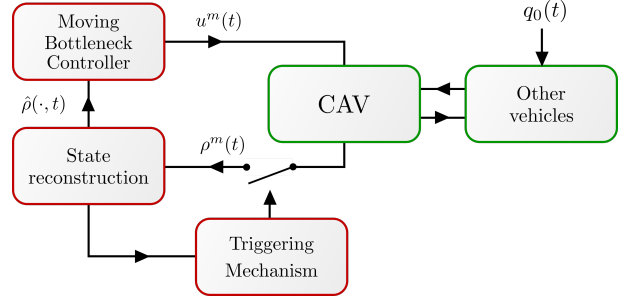 Moving
Bottleneck
Controller
u^m(t)
q_0(t)
CAV
Other
vehicles
ρ̂(·, t)
ρ^m(t)
State
reconstruction
Triggering
Mechanism